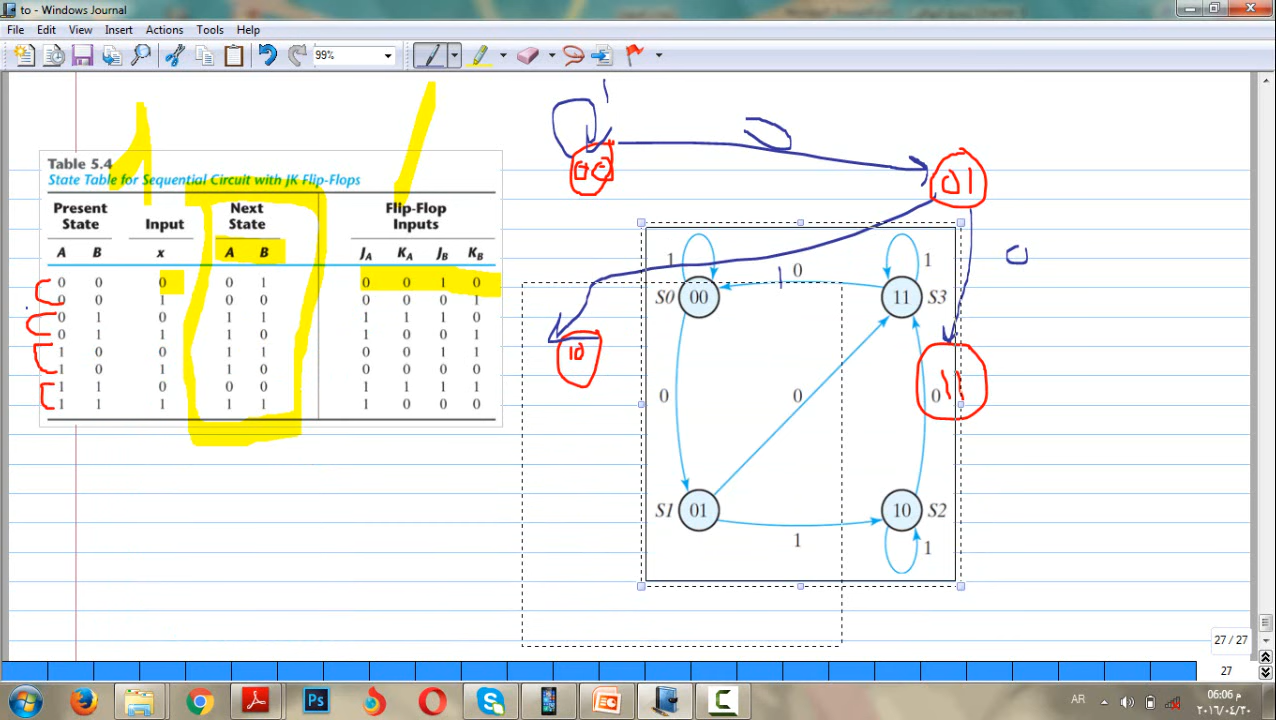 to - Windows Journal
File Edit View Insert Actions Tools Help
99%
Table 5.4
State Table for Sequential Circuit with JK Flip-Flops
Present State Input Next State Flip-Flop Inputs
A B x A B JA KA JB KB
0 0 0 0 1 0 0 1 0
0 0 1 0 0 0 0 0 1
0 1 0 1 1 1 1 1 0
0 1 1 1 0 1 0 0 1
1 0 0 1 1 0 0 1 1
1 0 1 1 0 0 0 0 0
1 1 0 0 0 1 1 1 1
1 1 1 1 1 1 0 0 0
1
00
01
0
1
10
11
1 0 1
S0 00 11 S3
0 0 0
S1 01 10 S2
1 1
27 / 27
27
AR
06:06 م
٢٠١٦/٠٤/٢٠